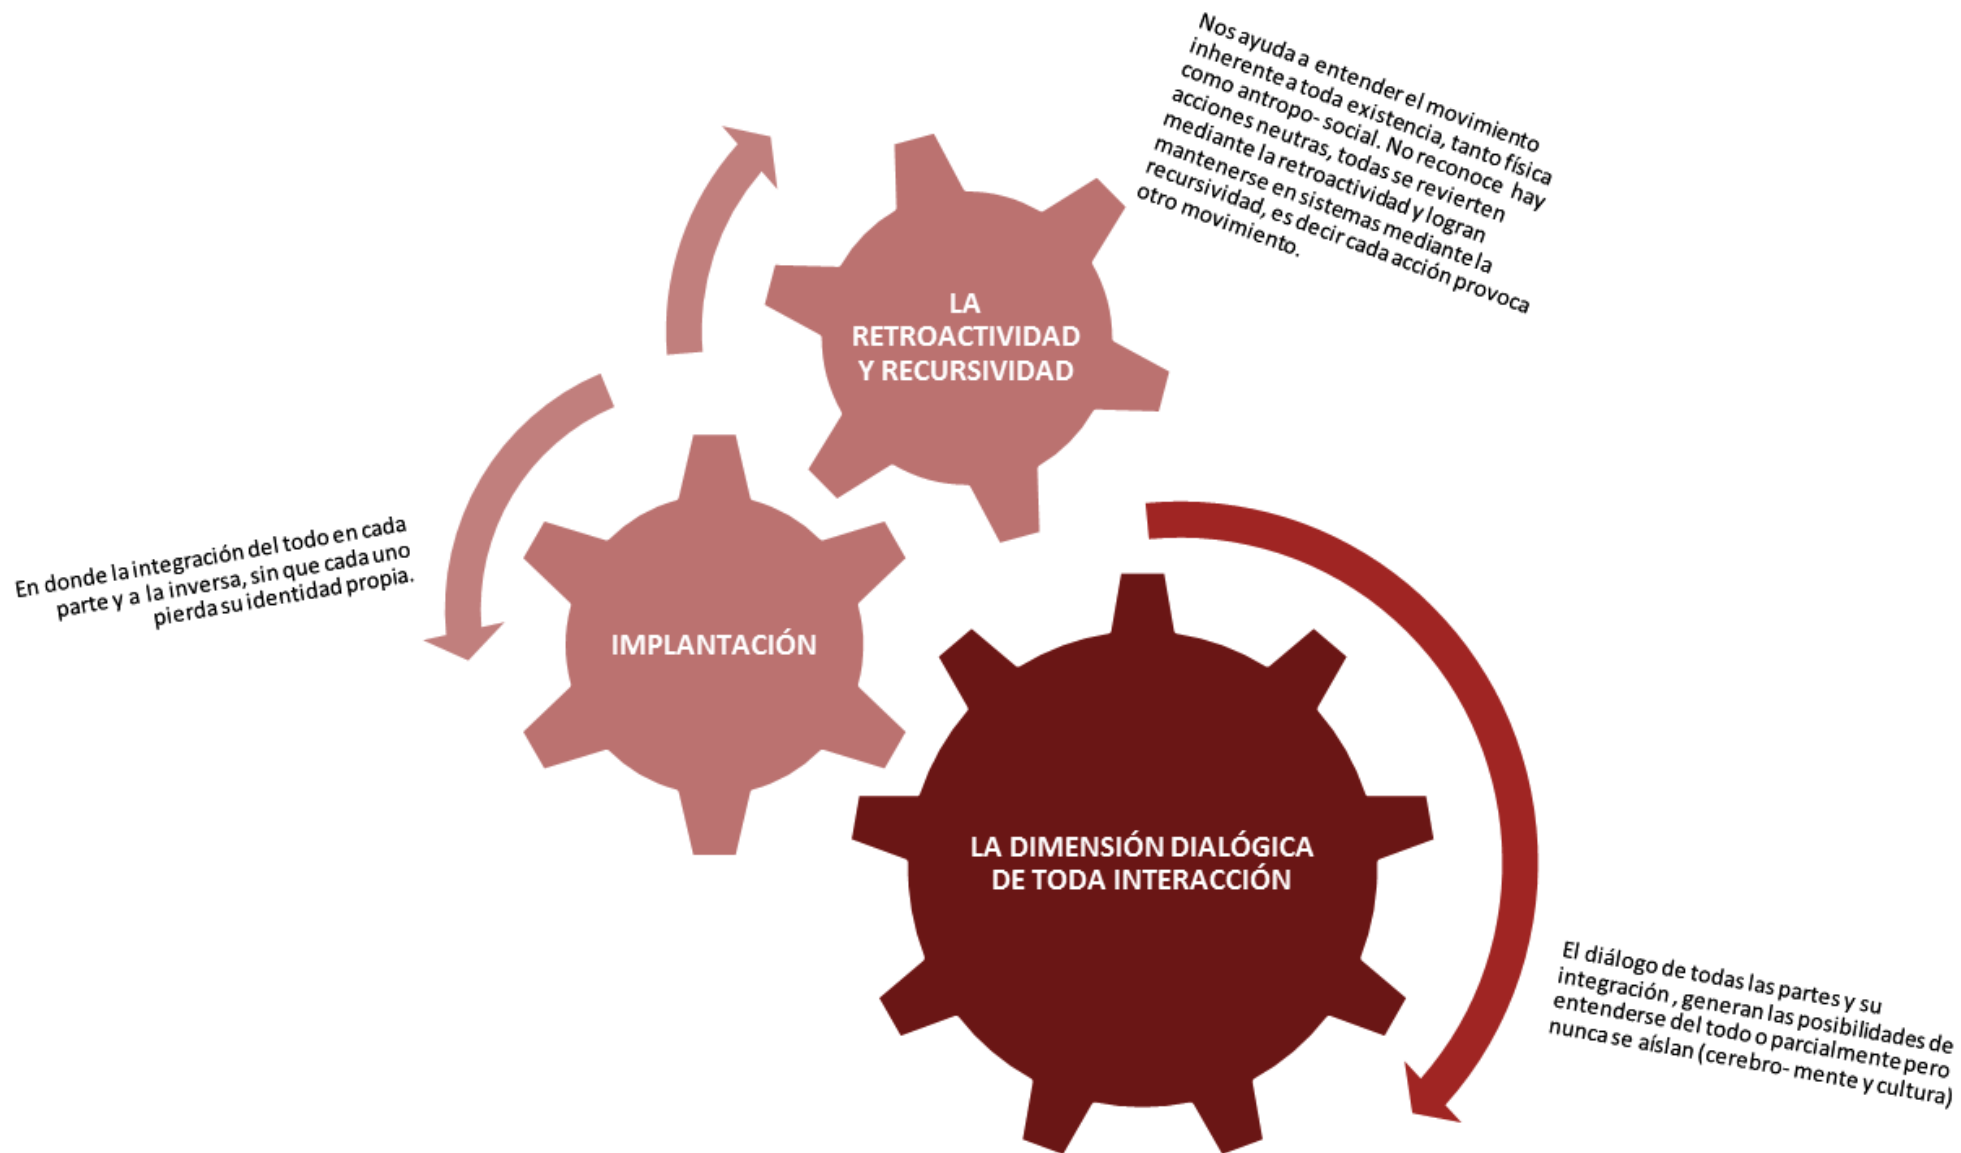 Nos ayuda a entender el movimiento
inherente a toda existencia, tanto física
como antropo- social. No reconoce hay
acciones neutras, todas se revierten
mediante la retroactividad y logran
mantenerse en sistemas mediante la
recursividad, es decir cada acción provoca
otro movimiento.
LA
RETROACTIVIDAD
Y RECURSIVIDAD
En donde la integración del todo en cada
parte y a la inversa, sin que cada uno
pierda su identidad propia.
IMPLANTACIÓN
LA DIMENSIÓN DIALÓGICA
DE TODA INTERACCIÓN
El diálogo de todas las partes y su
integración , generan las posibilidades de
entenderse del todo o parcialmente pero
nunca se aíslan (cerebro- mente y cultura)